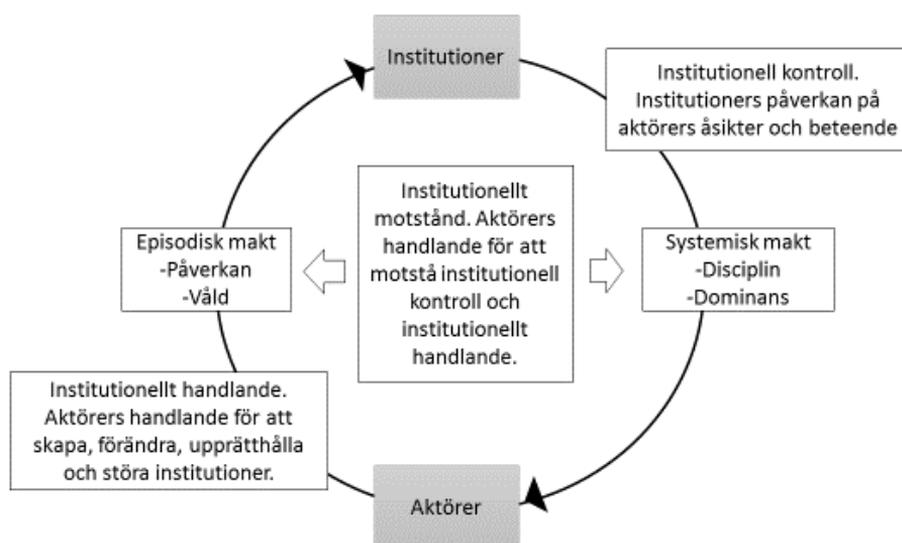 Institutioner
Institutionell kontroll.
Institutioners påverkan på
aktörers åsikter och beteende
Institutionellt
motstånd. Aktörers
handlande för att
motstå institutionell
kontroll och
institutionellt
handlande.
Episodisk makt
-Påverkan
-Våld
Systemisk makt
-Disciplin
-Dominans
Institutionellt handlande.
Aktörers handlande för att
skapa, förändra, upprätthålla
och störa institutioner.
Aktörer